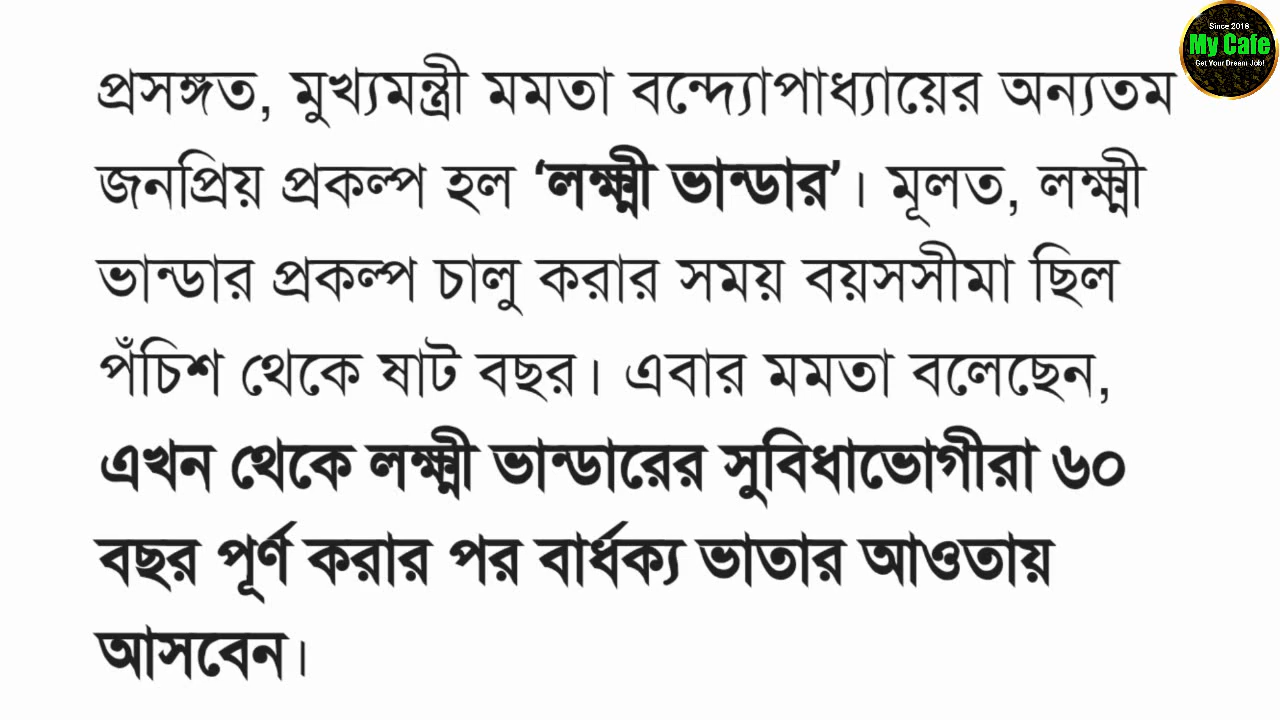 Since 2018
My Cafe
Get Your Dream Job!
প্রসঙ্গত, মুখ্যমন্ত্রী মমতা বন্দ্যোপাধ্যায়ের অন্যতম
জনপ্রিয় প্রকল্প হল ‘লক্ষ্মী ভান্ডার’। মূলত, লক্ষ্মী
ভান্ডার প্রকল্প চালু করার সময় বয়সসীমা ছিল
পঁচিশ থেকে ষাট বছর। এবার মমতা বলেছেন,
এখন থেকে লক্ষ্মী ভান্ডারের সুবিধাভোগীরা ৬০
বছর পূর্ণ করার পর বার্ধক্য ভাতার আওতায়
আসবেন।